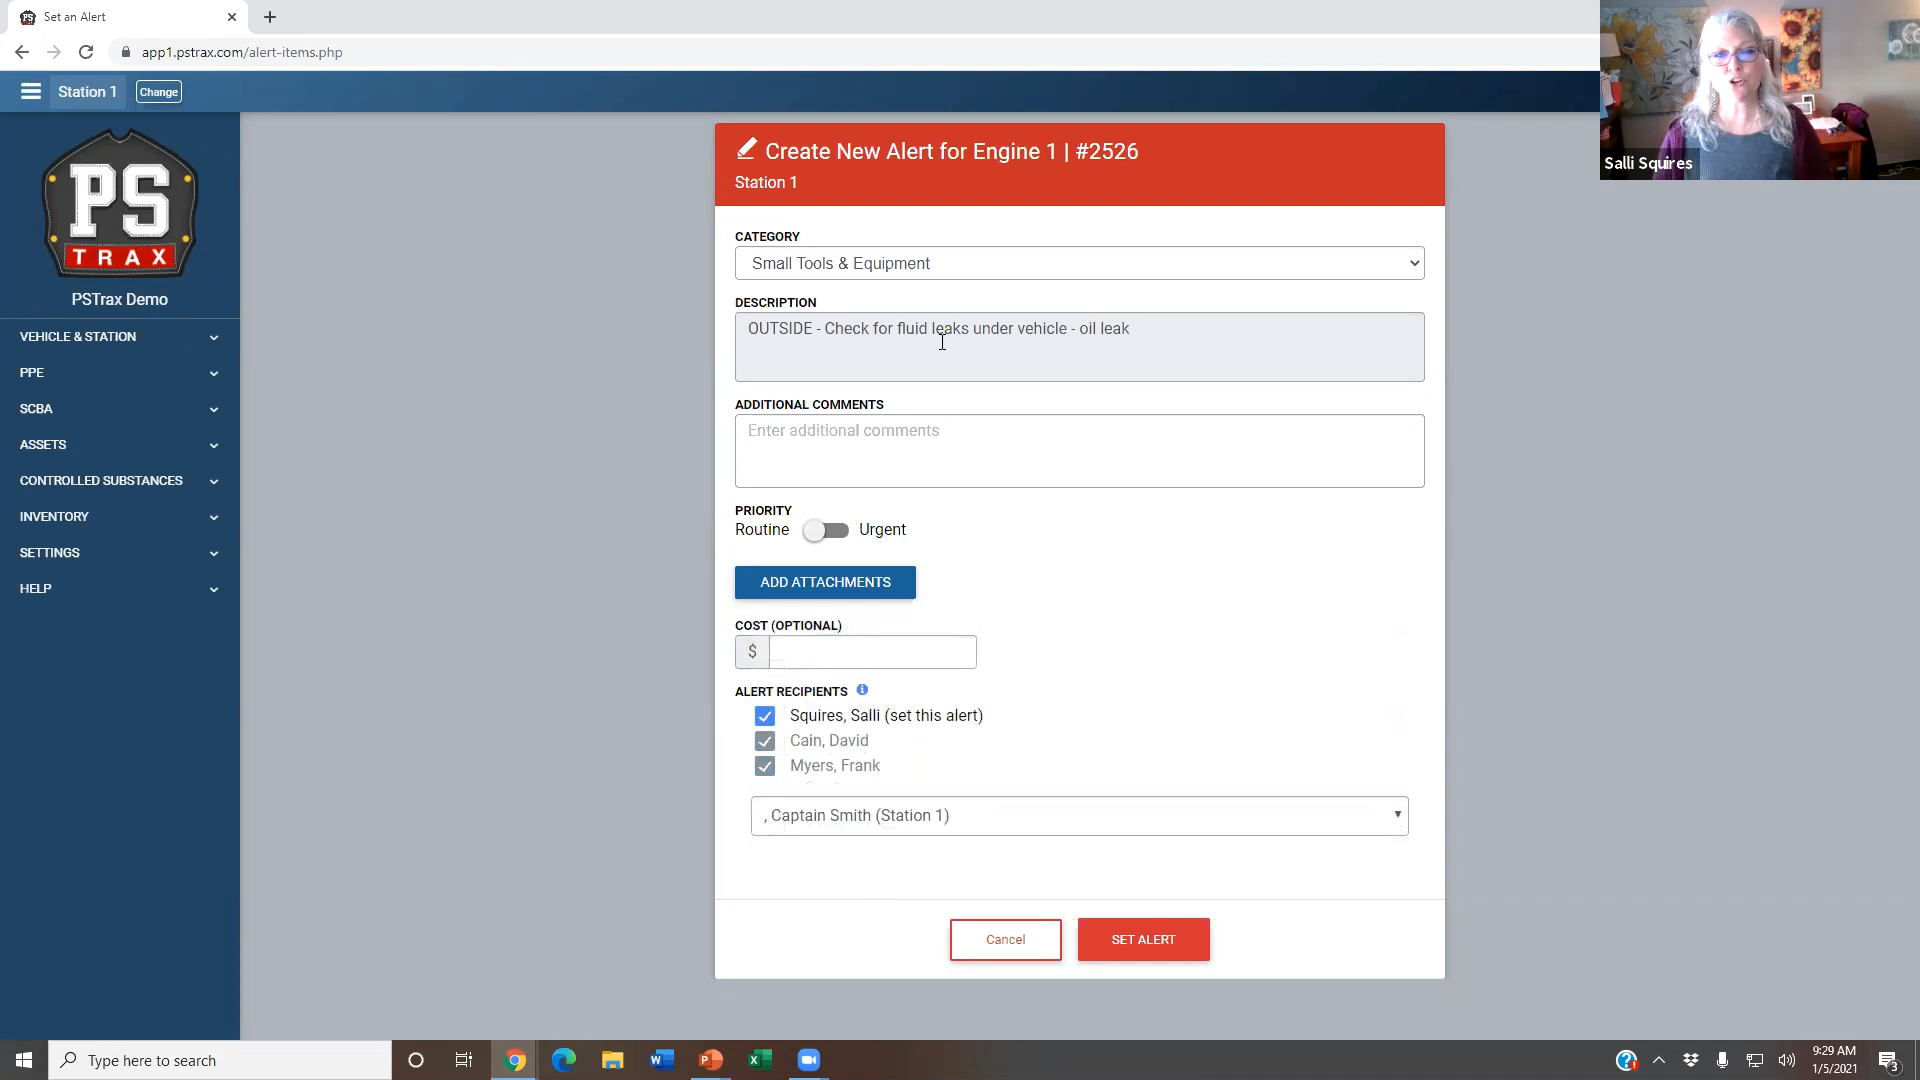 Set an Alert
app1.pstrax.com/alert-items.php
Station 1
Change
Salli Squires
PS
TRAX
PSTrax Demo
VEHICLE & STATION
PPE
SCBA
ASSETS
CONTROLLED SUBSTANCES
INVENTORY
SETTINGS
HELP
Create New Alert for Engine 1 | #2526
Station 1
CATEGORY
Small Tools & Equipment
DESCRIPTION
OUTSIDE - Check for fluid leaks under vehicle - oil leak
ADDITIONAL COMMENTS
Enter additional comments
PRIORITY
Routine Urgent
ADD ATTACHMENTS
COST (OPTIONAL)
$
ALERT RECIPIENTS
Squires, Salli (set this alert)
Cain, David
Myers, Frank
, Captain Smith (Station 1)
Cancel
SET ALERT
Type here to search
9:29 AM
1/5/2021
3